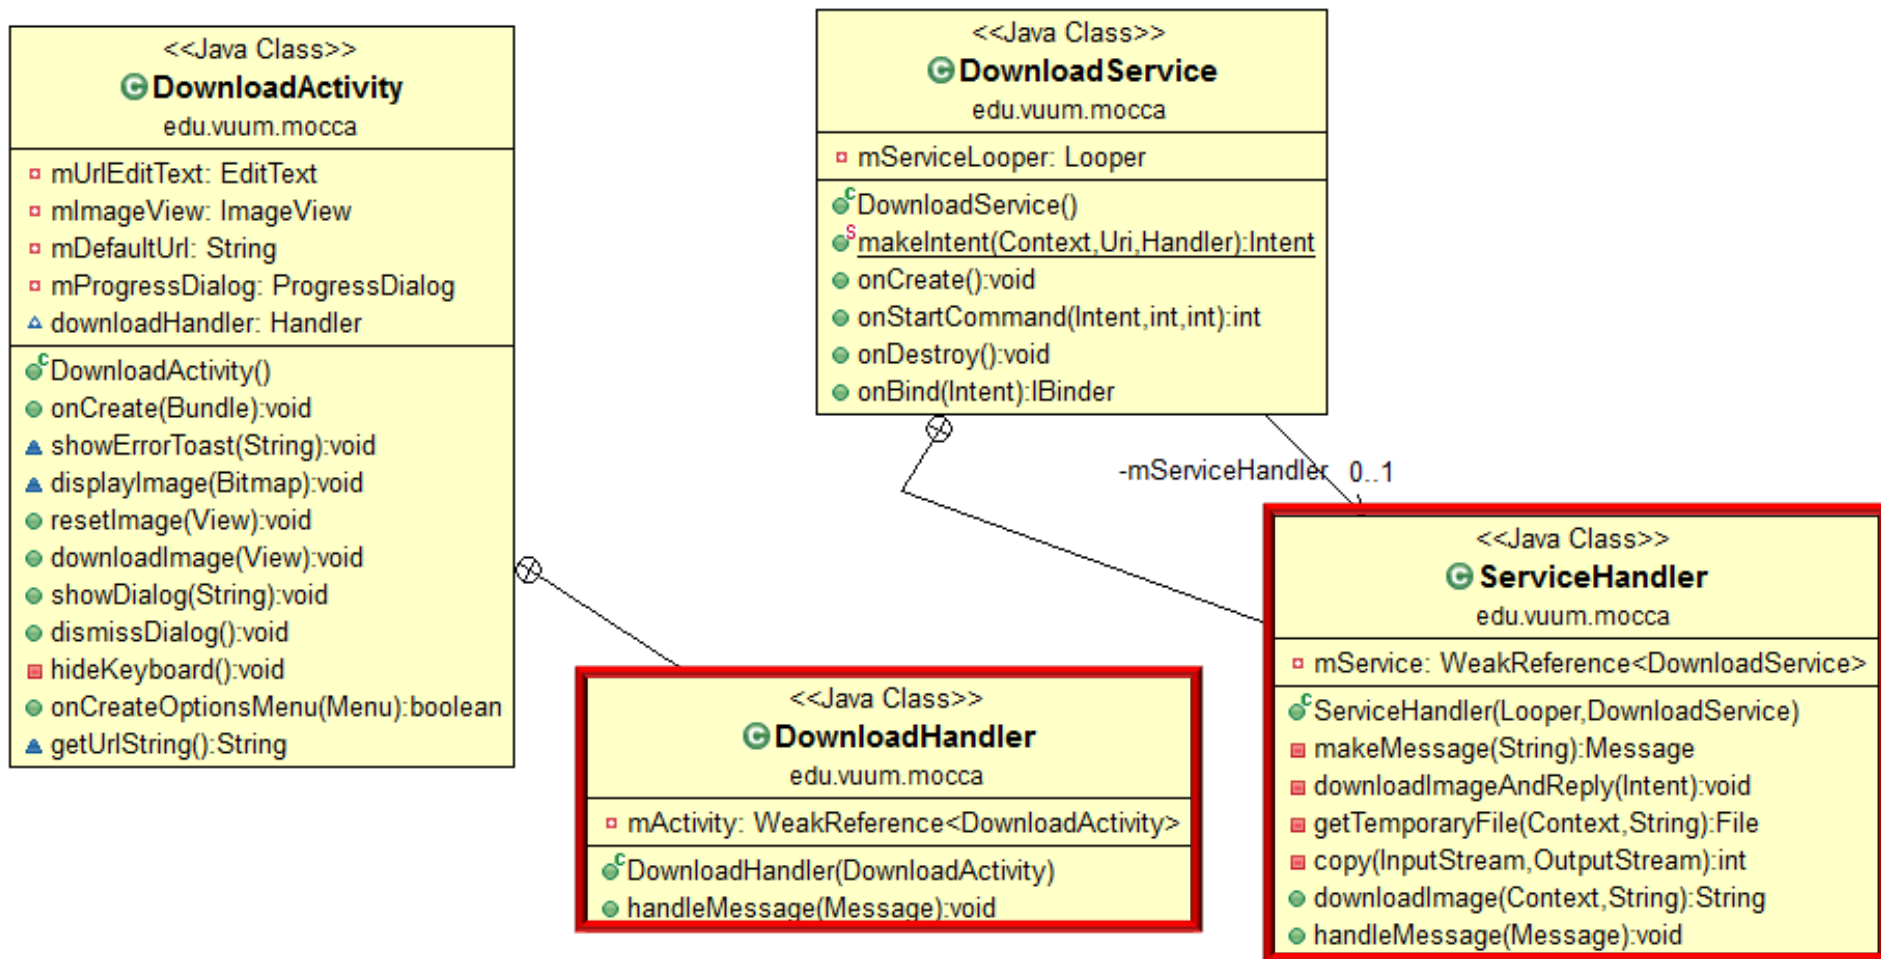 <<Java Class>>
DownloadActivity
edu.vuum.mocca
mUrlEditText: EditText
mImageView: ImageView
mDefaultUrl: String
mProgressDialog: ProgressDialog
downloadHandler: Handler
DownloadActivity()
onCreate(Bundle):void
showErrorToast(String):void
displayImage(Bitmap):void
resetImage(View):void
downloadImage(View):void
showDialog(String):void
dismissDialog():void
hideKeyboard():void
onCreateOptionsMenu(Menu):boolean
getUrlString():String
<<Java Class>>
DownloadService
edu.vuum.mocca
mServiceLooper: Looper
DownloadService()
makeIntent(Context,Uri,Handler):Intent
onCreate():void
onStartCommand(Intent,int,int):int
onDestroy():void
onBind(Intent):IBinder
-mServiceHandler 0..1
<<Java Class>>
DownloadHandler
edu.vuum.mocca
mActivity: WeakReference<DownloadActivity>
DownloadHandler(DownloadActivity)
handleMessage(Message):void
<<Java Class>>
ServiceHandler
edu.vuum.mocca
mService: WeakReference<DownloadService>
ServiceHandler(Looper,DownloadService)
makeMessage(String):Message
downloadImageAndReply(Intent):void
getTemporaryFile(Context,String):File
copy(InputStream,OutputStream):int
downloadImage(Context,String):String
handleMessage(Message):void